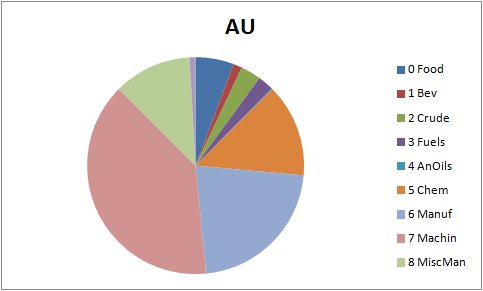 AU
0 Food
1 Bev
2 Crude
3 Fuels
4 AnOils
5 Chem
6 Manuf
7 Machin
8 MiscMan